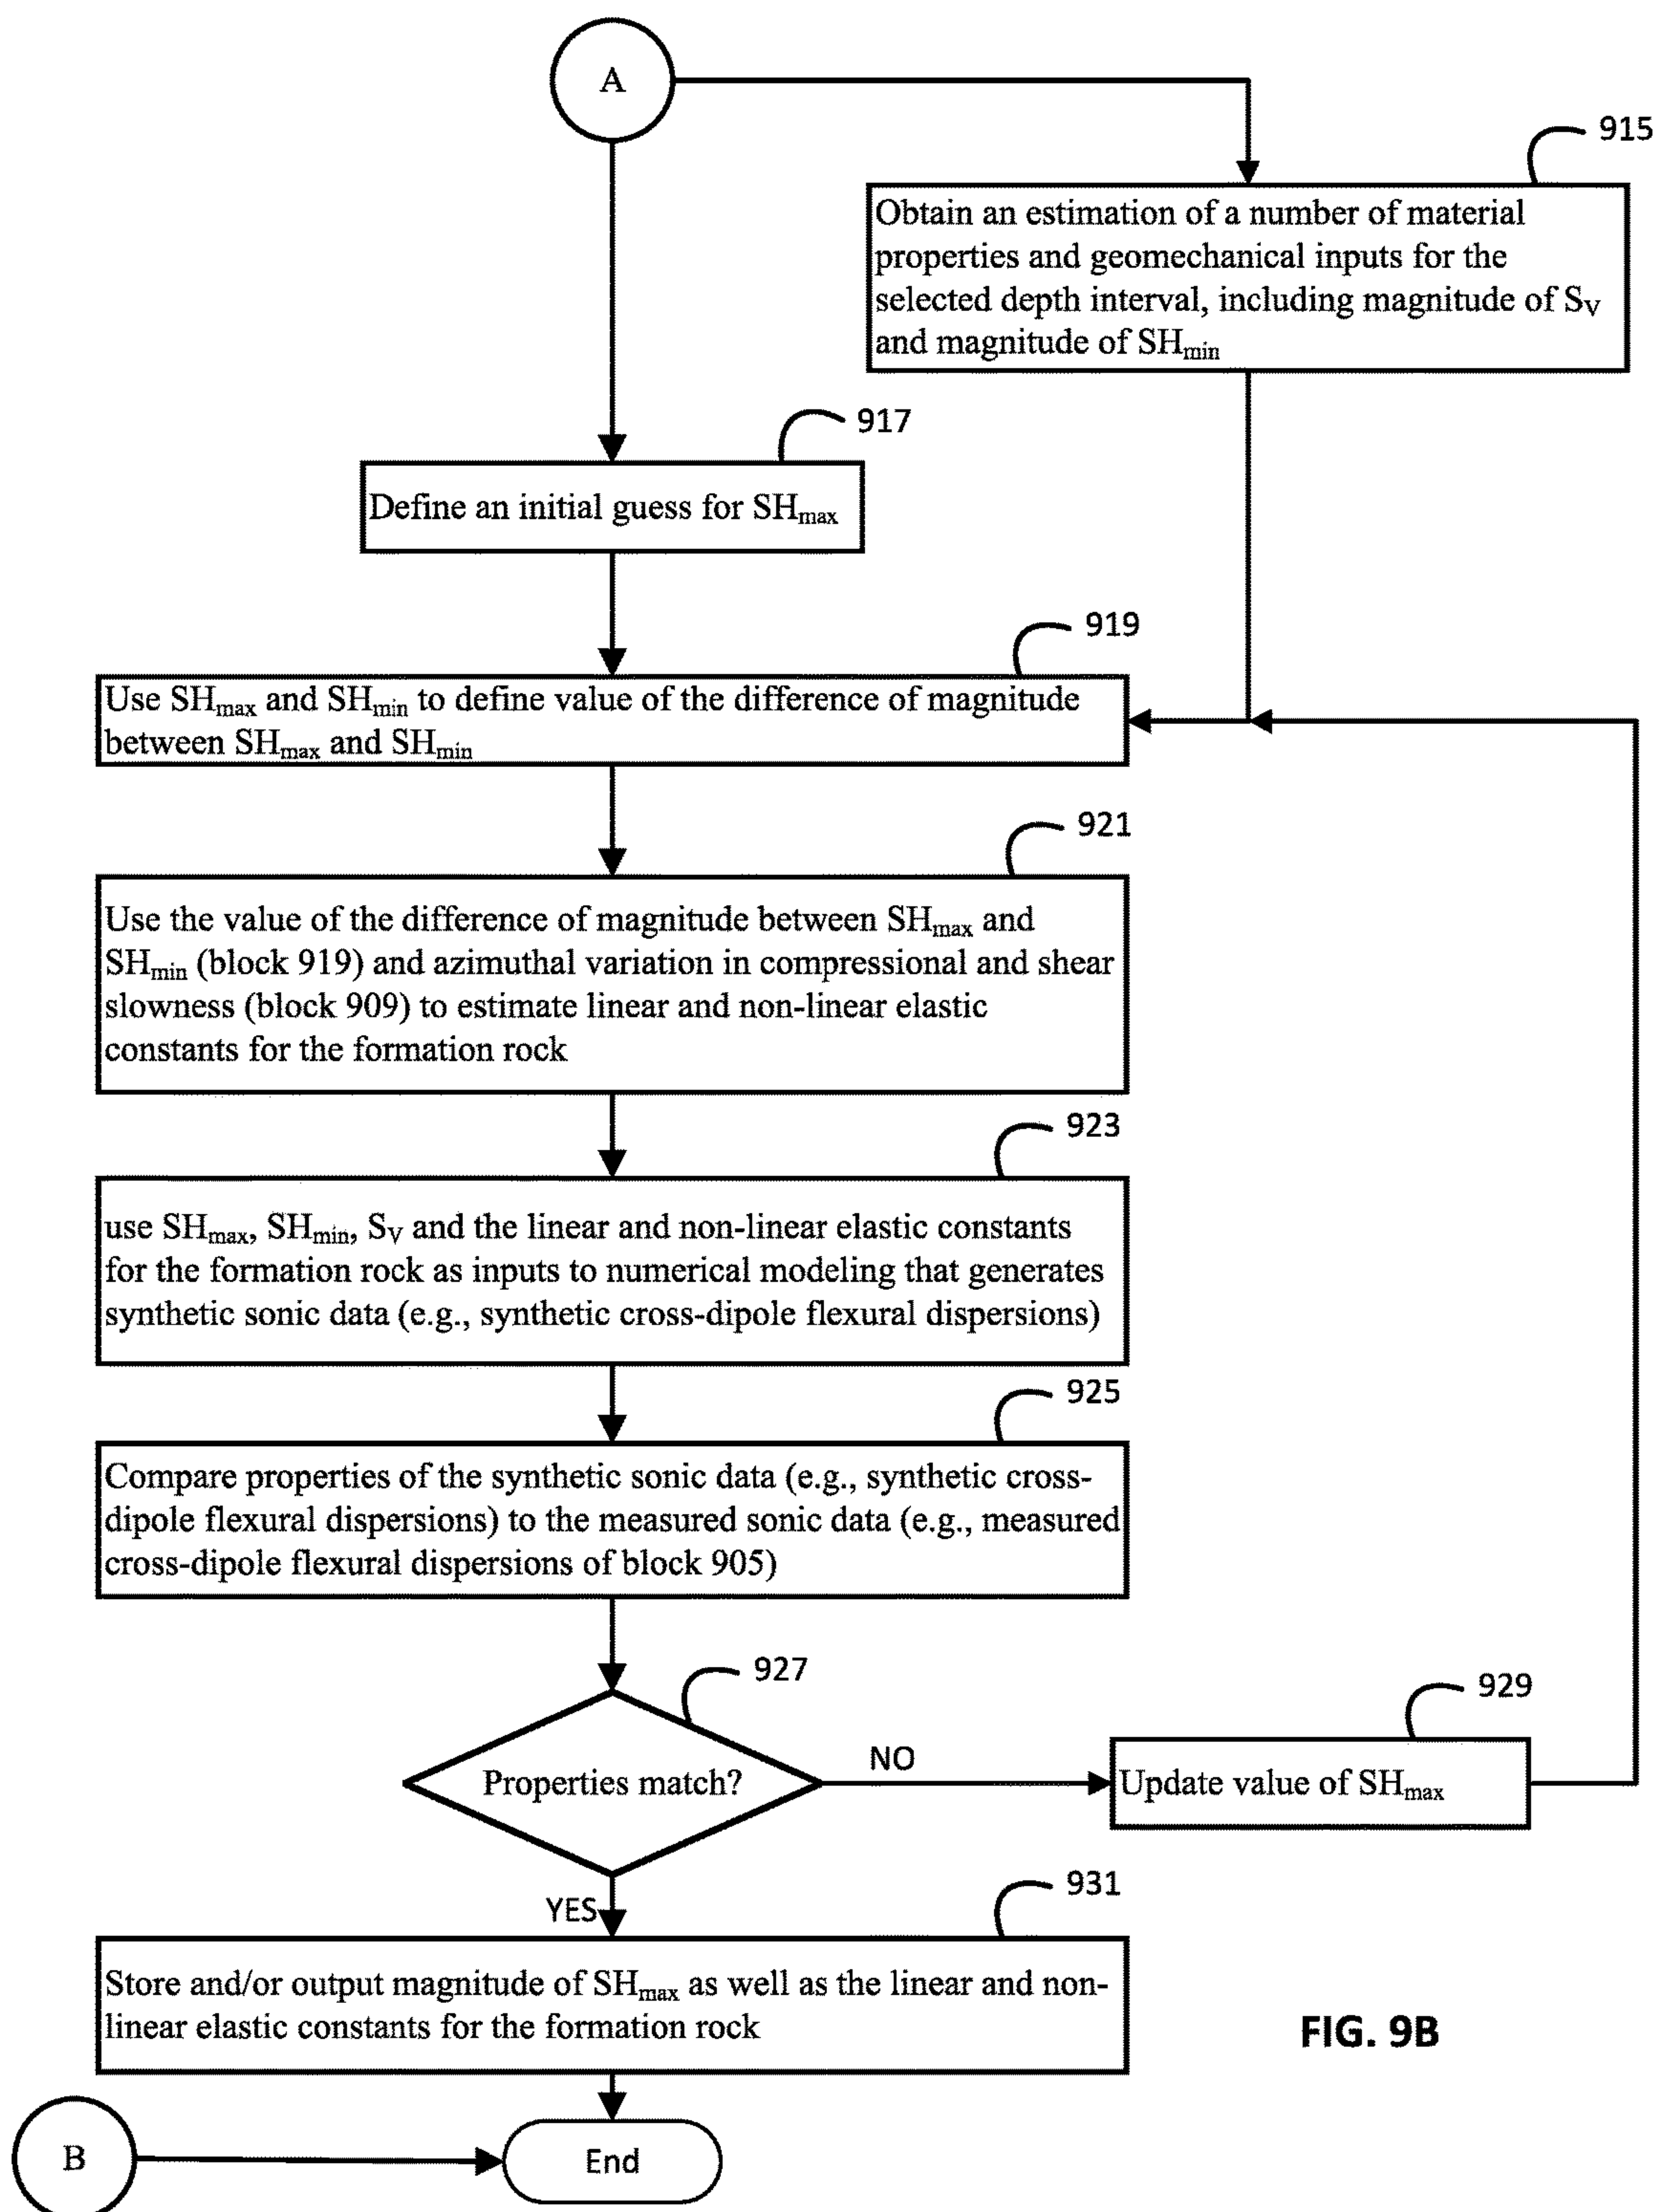 A
915
Obtain an estimation of a number of material
properties and geomechanical inputs for the
selected depth interval, including magnitude of SV
and magnitude of SHmin
917
Define an initial guess for SHmax
919
Use SHmax and SHmin to define value of the difference of magnitude
between SHmax and SHmin
921
Use the value of the difference of magnitude between SHmax and
SHmin (block 919) and azimuthal variation in compressional and shear
slowness (block 909) to estimate linear and non-linear elastic
constants for the formation rock
923
use SHmax, SHmin, SV and the linear and non-linear elastic constants
for the formation rock as inputs to numerical modeling that generates
synthetic sonic data (e.g., synthetic cross-dipole flexural dispersions)
925
Compare properties of the synthetic sonic data (e.g., synthetic cross-
dipole flexural dispersions) to the measured sonic data (e.g., measured
cross-dipole flexural dispersions of block 905)
927
Properties match?
NO
929
Update value of SHmax
YES
931
Store and/or output magnitude of SHmax as well as the linear and non-
linear elastic constants for the formation rock
FIG. 9B
B
End